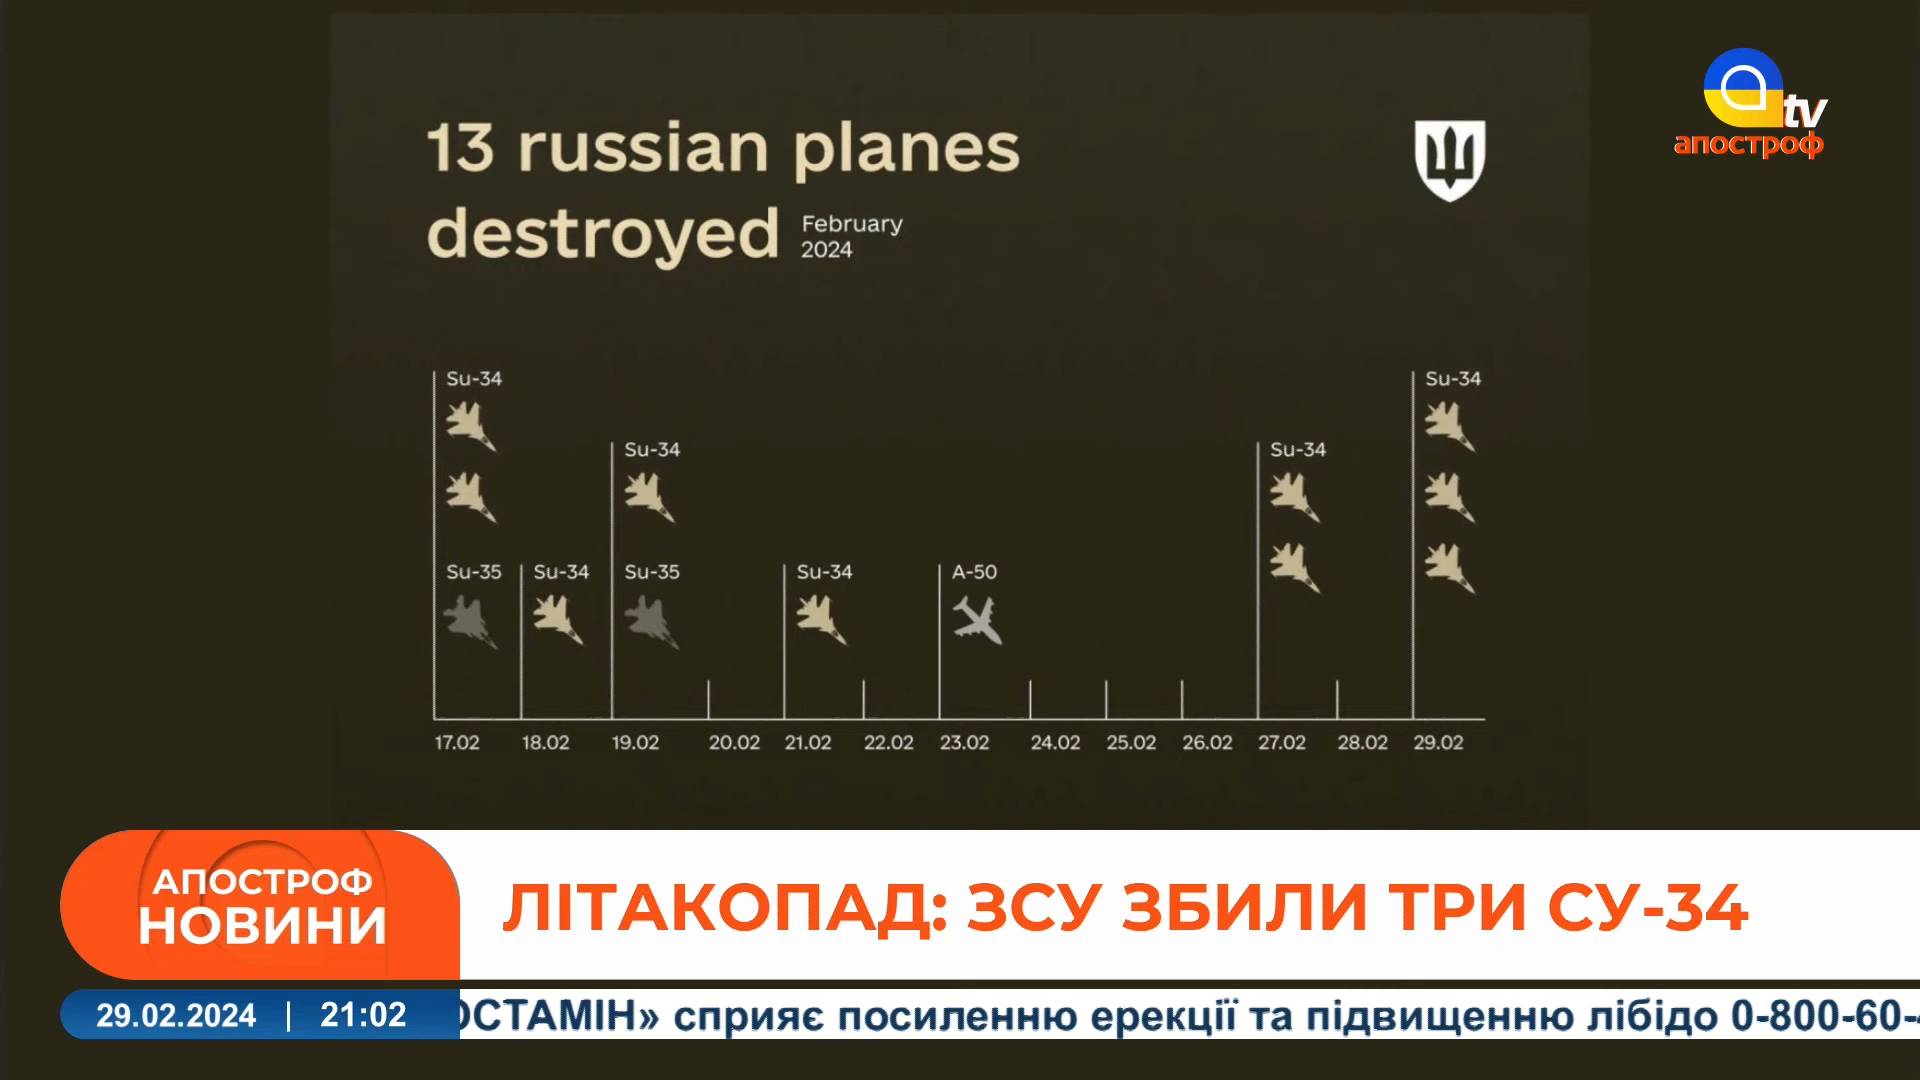 13 russian planes
destroyed
February
2024
tv
апостроф
Su-34
Su-34
Su-34
Su-34
Su-35
Su-34
Su-35
Su-34
A-50
17.02 18.02 19.02 20.02 21.02 22.02 23.02 24.02 25.02 26.02 27.02 28.02 29.02
АПОСТРОФ
НОВИНИ
ЛІТАКОПАД: ЗСУ ЗБИЛИ ТРИ СУ-34
29.02.2024 | 21:02
ОСТАМІН» сприяє посиленню ерекції та підвищенню лібідо 0-800-60-